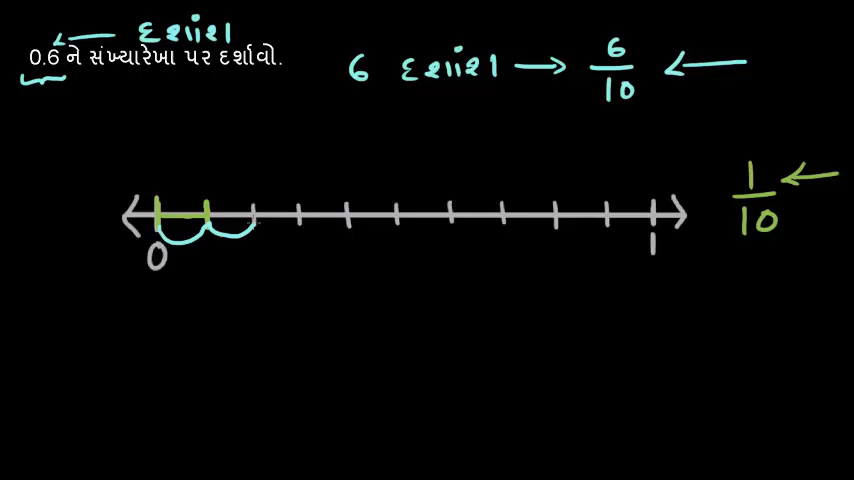 દશાંશ
0.6 ને સંખ્યારેખા પર દર્શાવો.
6 દશાંશ → 6/10
1/10
0 1